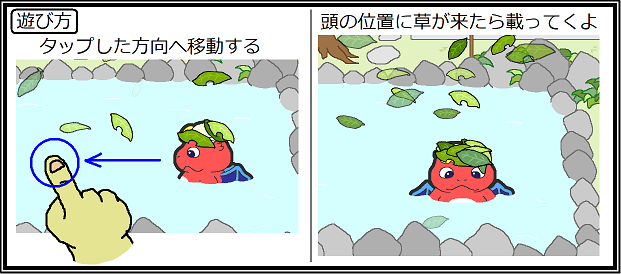 遊び方
タップした方向へ移動する
頭の位置に草が来たら載ってくよ